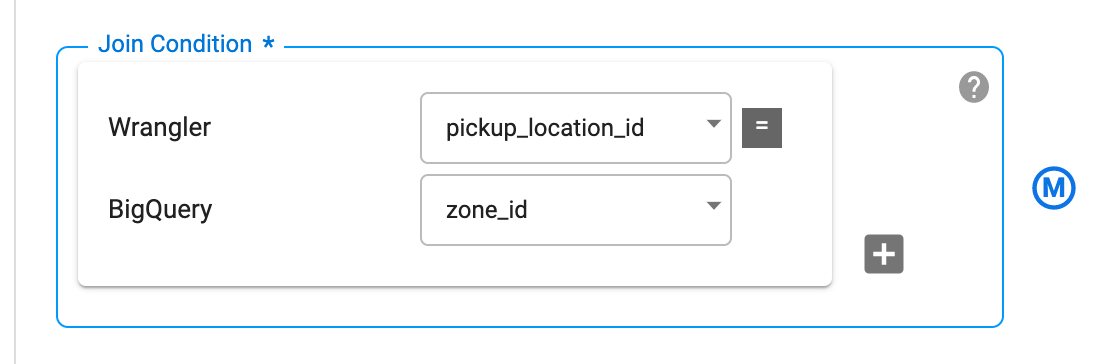 Join Condition *
?
Wrangler pickup_location_id =
M
BigQuery zone_id
+